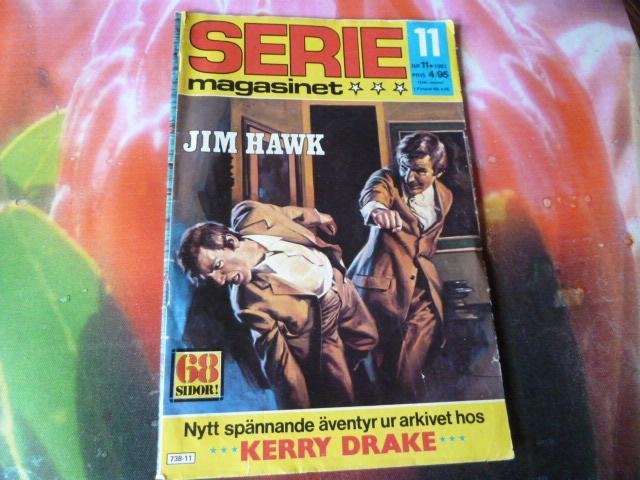 SERIE
magasinet
11
NR 11 • 1981
PRIS 4/95
JIM HAWK
68
SIDOR!
Nytt spännande äventyr ur arkivet hos
KERRY DRAKE
738-11